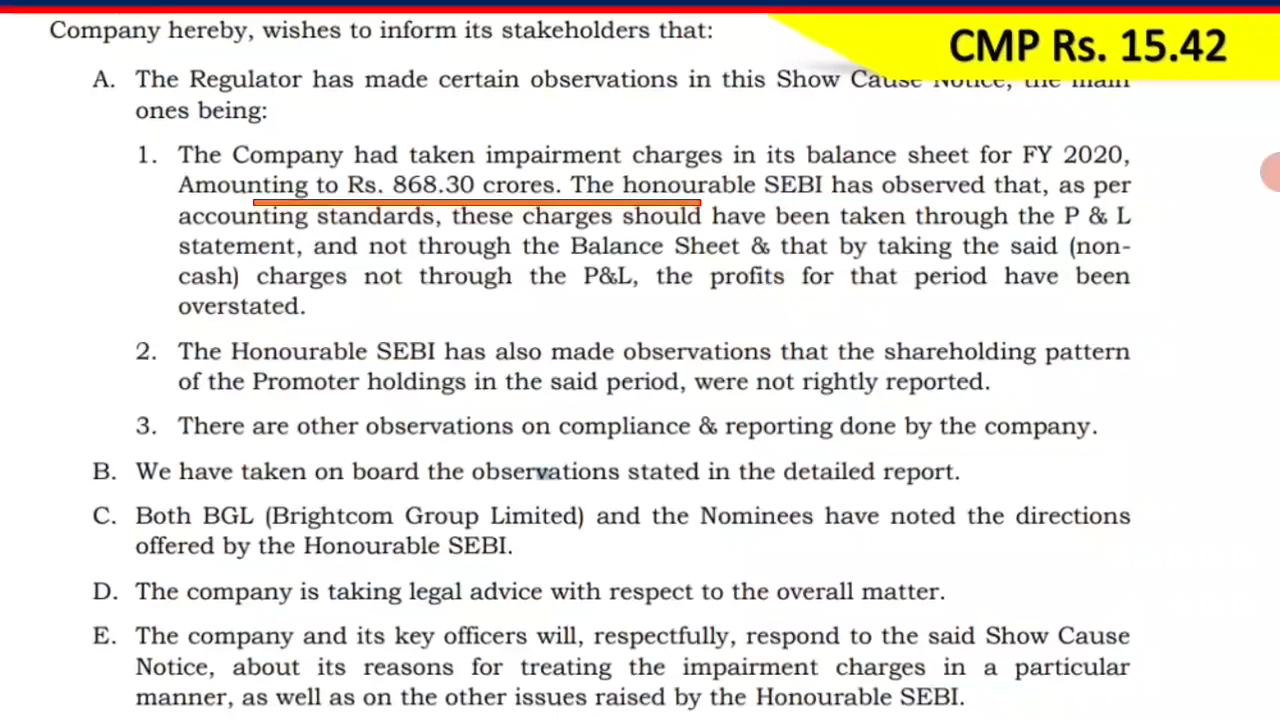 Company hereby, wishes to inform its stakeholders that:
CMP Rs. 15.42
A. The Regulator has made certain observations in this Show Cause Notice, the main
ones being:
1. The Company had taken impairment charges in its balance sheet for FY 2020,
Amounting to Rs. 868.30 crores. The honourable SEBI has observed that, as per
accounting standards, these charges should have been taken through the P & L
statement, and not through the Balance Sheet & that by taking the said (non-
cash) charges not through the P&L, the profits for that period have been
overstated.
2. The Honourable SEBI has also made observations that the shareholding pattern
of the Promoter holdings in the said period, were not rightly reported.
3. There are other observations on compliance & reporting done by the company.
B. We have taken on board the observations stated in the detailed report.
C. Both BGL (Brightcom Group Limited) and the Nominees have noted the directions
offered by the Honourable SEBI.
D. The company is taking legal advice with respect to the overall matter.
E. The company and its key officers will, respectfully, respond to the said Show Cause
Notice, about its reasons for treating the impairment charges in a particular
manner, as well as on the other issues raised by the Honourable SEBI.